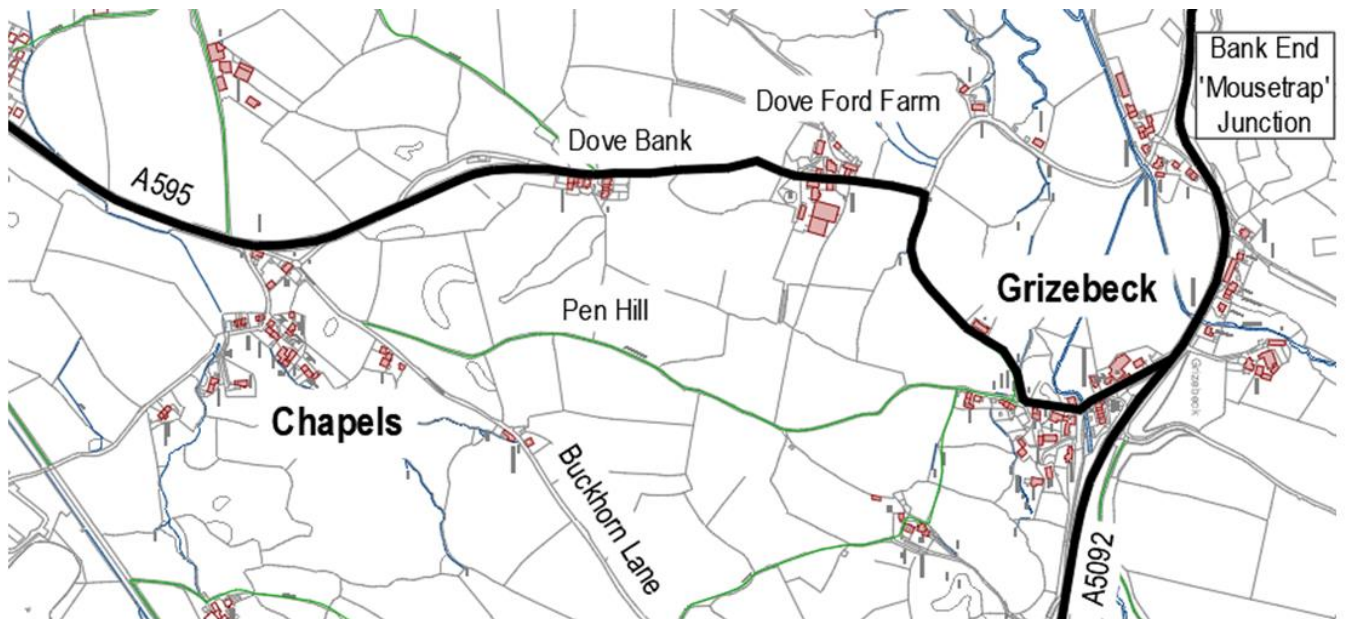 Bank End
'Mousetrap'
Junction
Dove Ford Farm
Dove Bank
A595
Grizebeck
Pen Hill
Grizebeck
Chapels
Buckhorn Lane
A5092